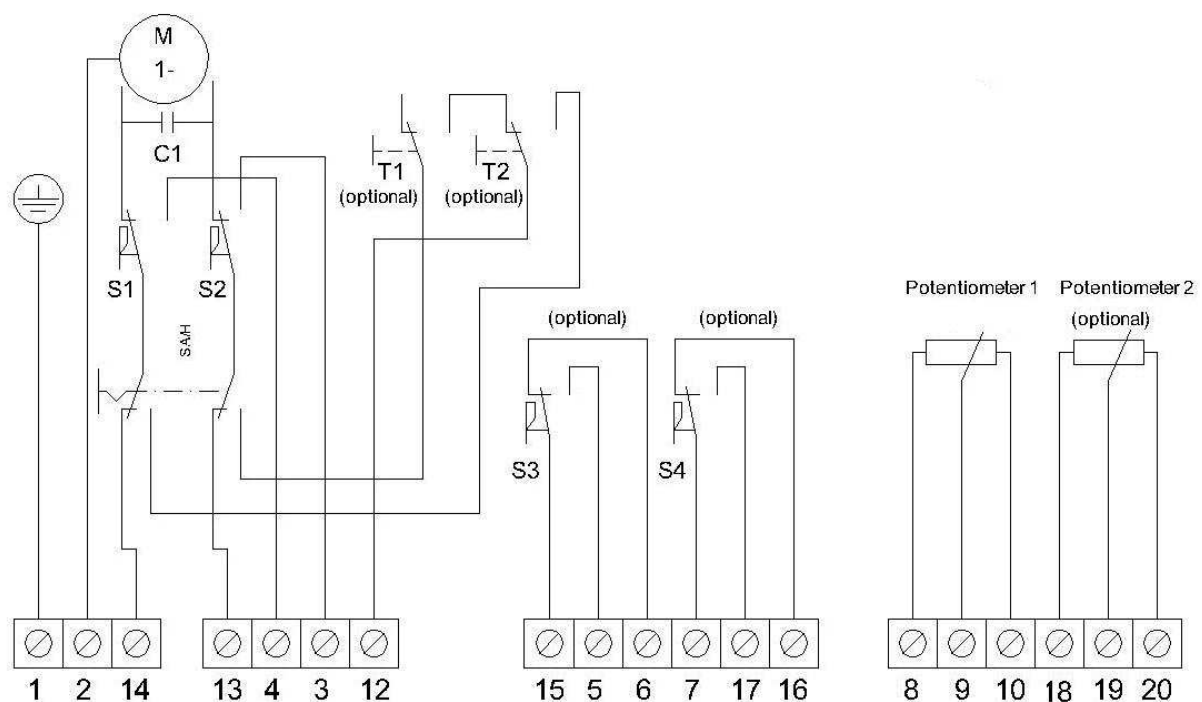 M
1-
C1
T1
(optional)
T2
(optional)
S1
S2
SA/H
(optional)
(optional)
S3
S4
Potentiometer 1
Potentiometer 2
(optional)
1 2 14 13 4 3 12 15 5 6 7 17 16 8 9 10 18 19 20